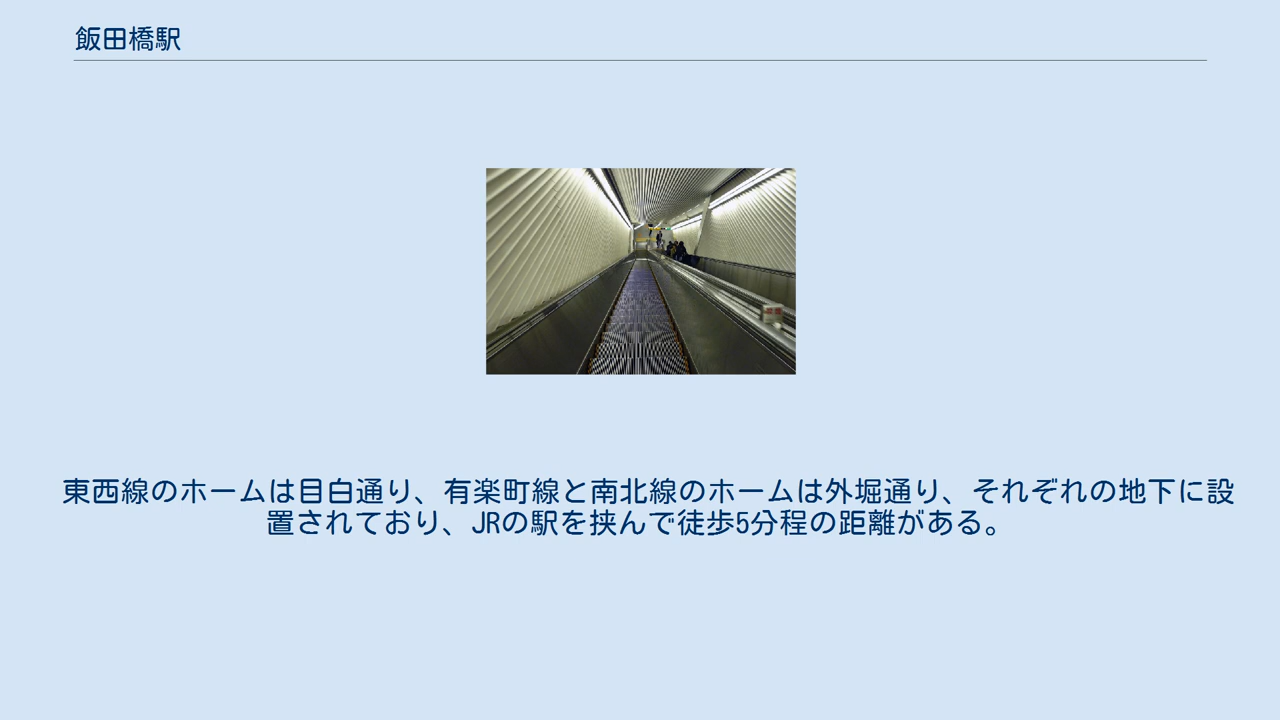 飯田橋駅
東西線のホームは目白通り、有楽町線と南北線のホームは外堀通り、それぞれの地下に設
置されており、JRの駅を挟んで徒歩5分程の距離がある。